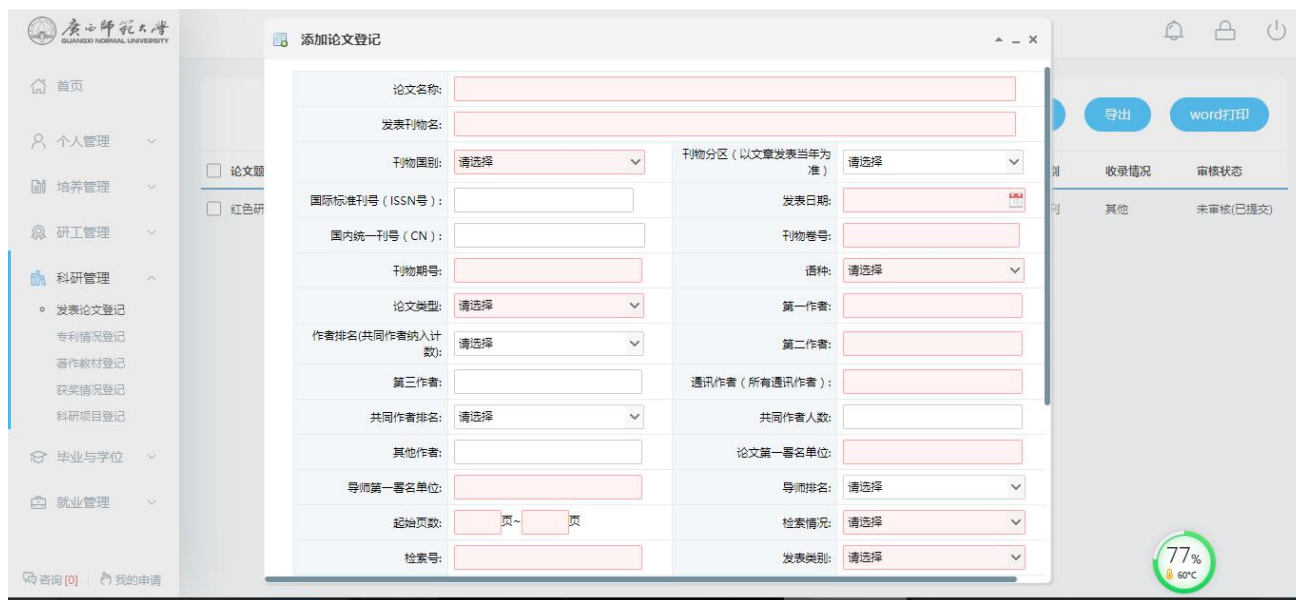 广西师范大学
GUANGXI NORMAL UNIVERSITY
首页
个人管理
培养管理
研工管理
科研管理
发表论文登记
专利情况登记
著作教材登记
获奖情况登记
科研项目登记
毕业与学位
就业管理
咨询[0]
我的申请
添加论文登记
论文名称:
发表刊物名:
刊物国别: 请选择
刊物分区（以文章发表当年为
准）
请选择
国际标准刊号（ISSN号）:
发表日期:
国内统一刊号（CN）:
刊物卷号:
刊物期号:
语种: 请选择
论文类型: 请选择
第一作者:
作者排名(共同作者纳入计
数):
请选择
第二作者:
第三作者:
通讯作者（所有通讯作者）:
共同作者排名: 请选择
共同作者人数:
其他作者:
论文第一署名单位:
导师第一署名单位:
导师排名: 请选择
起始页数: 页~ 页
检索情况: 请选择
检索号:
发表类别: 请选择
导出
word打印
论文题
收录情况
审核状态
红色研
其他
未审核(已提交)
77%
60°C